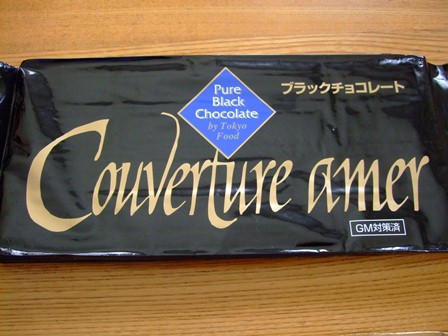 Pure
Black
Chocolate
by Tokyo
Food
ブラックチョコレート
Couverture amer
GM対策済